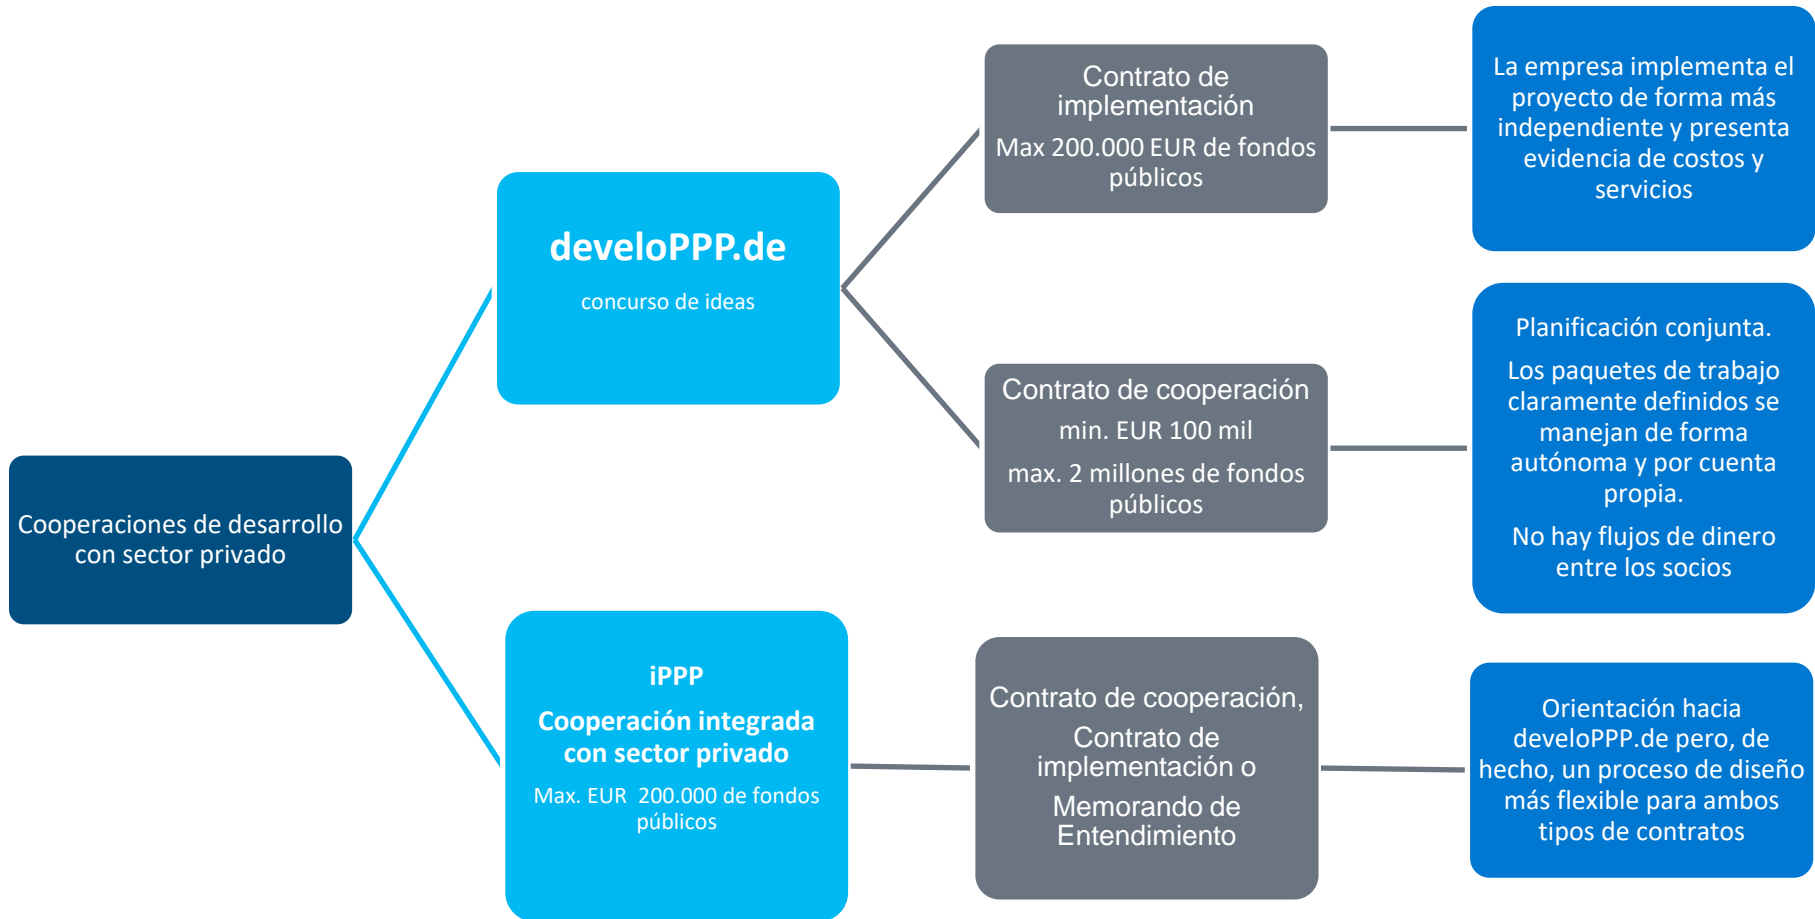 Cooperaciones de desarrollo
con sector privado
develoPPP.de
concurso de ideas
Contrato de
implementación
Max 200.000 EUR de fondos
públicos
La empresa implementa el
proyecto de forma más
independiente y presenta
evidencia de costos y
servicios
Contrato de cooperación
min. EUR 100 mil
max. 2 millones de fondos
públicos
Planificación conjunta.
Los paquetes de trabajo
claramente definidos se
manejan de forma
autónoma y por cuenta
propia.
No hay flujos de dinero
entre los socios
iPPP
Cooperación integrada
con sector privado
Max. EUR  200.000 de fondos
públicos
Contrato de cooperación,
Contrato de
implementación o
Memorando de
Entendimiento
Orientación hacia
develoPPP.de pero, de
hecho, un proceso de diseño
más flexible para ambos
tipos de contratos